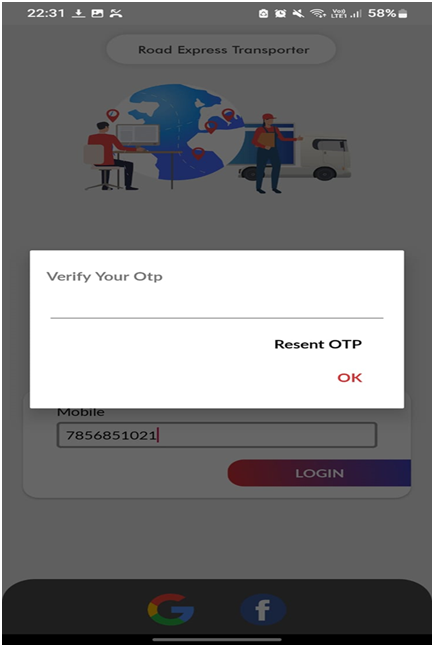 22:31 58%
Road Express Transporter
Verify Your Otp
Resent OTP
OK
Mobile
7856851021
LOGIN